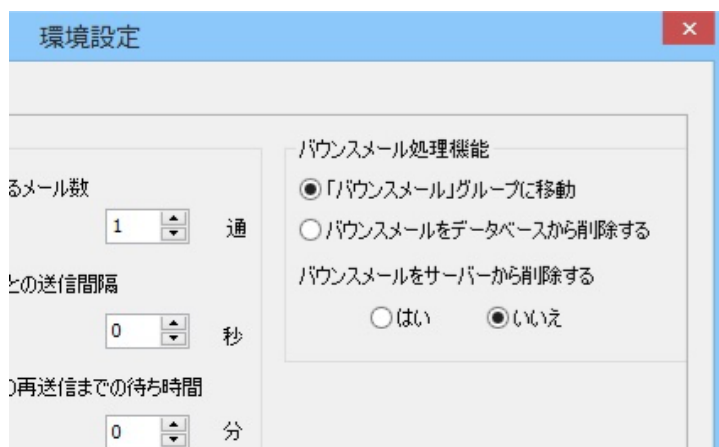 環境設定
るメール数
1 通
との送信間隔
0 秒
の再送信までの待ち時間
0 分
バウンスメール処理機能
「バウンスメール」グループに移動
バウンスメールをデータベースから削除する
バウンスメールをサーバーから削除する
はい いいえ